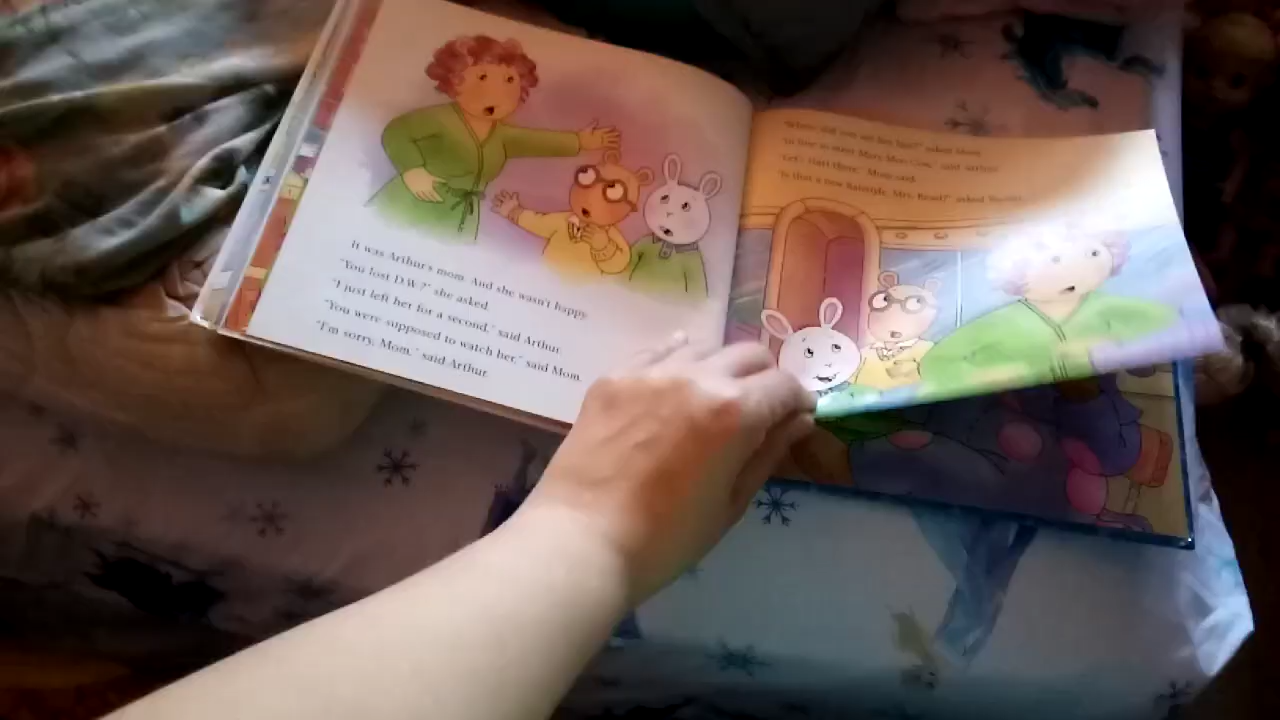 It was Arthur's mom. And she wasn't happy.
"You lost D.W.?" she asked.
"I just left her for a second," said Arthur.
"You were supposed to watch her," said Mom.
"I'm sorry, Mom," said Arthur.
"Where did you see her last?" asked Mom.
"In line to meet Mary Moo Cow," said Arthur.
"Let's start there," Mom said.
"Is that a new hairstyle, Mrs. Read?" asked Buster.